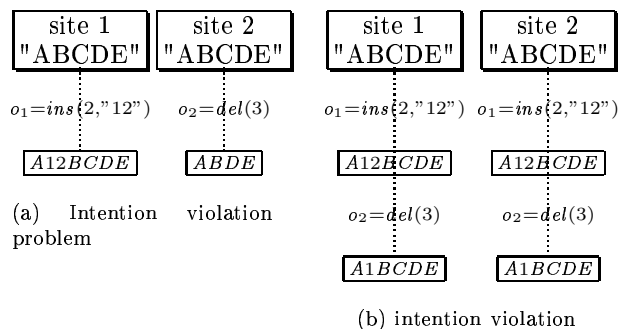 site 1
"ABCDE"
site 2
"ABCDE"
o1=ins(2,"12")
o2=del(3)
A12BCDE
ABDE
(a) Intention violation
problem
site 1
"ABCDE"
site 2
"ABCDE"
o1=ins(2,"12")
o1=ins(2,"12")
A12BCDE
A12BCDE
o2=del(3)
o2=del(3)
A1BCDE
A1BCDE
(b) intention violation